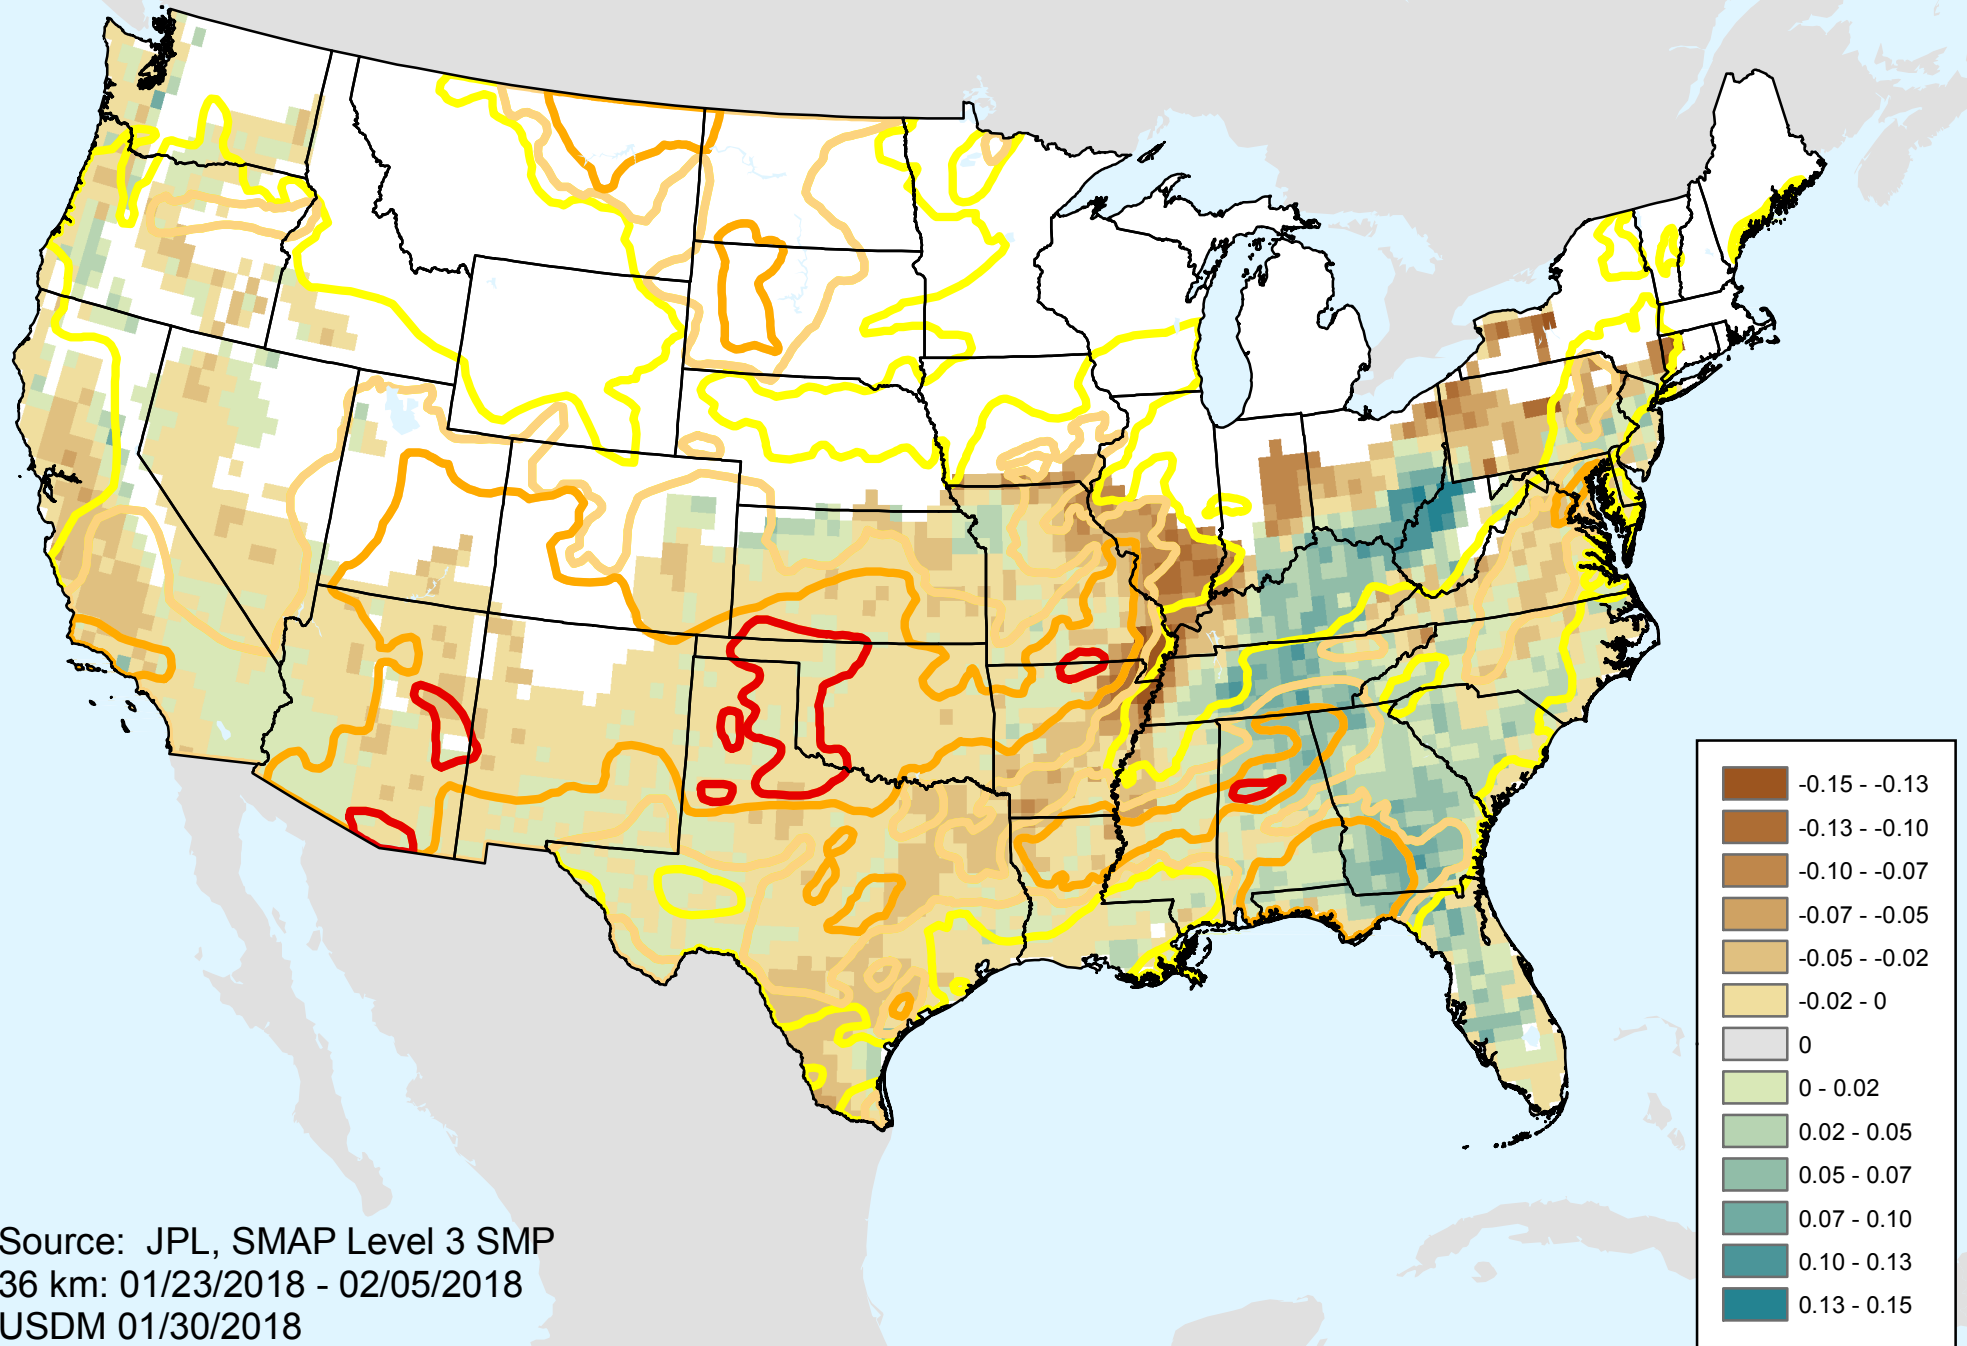 -0.15 - -0.13
-0.13 - -0.10
-0.10 - -0.07
-0.07 - -0.05
-0.05 - -0.02
-0.02 - 0
0
0 - 0.02
0.02 - 0.05
0.05 - 0.07
0.07 - 0.10
0.10 - 0.13
0.13 - 0.15
Source: JPL, SMAP Level 3 SMP
36 km: 01/23/2018 - 02/05/2018
USDM 01/30/2018